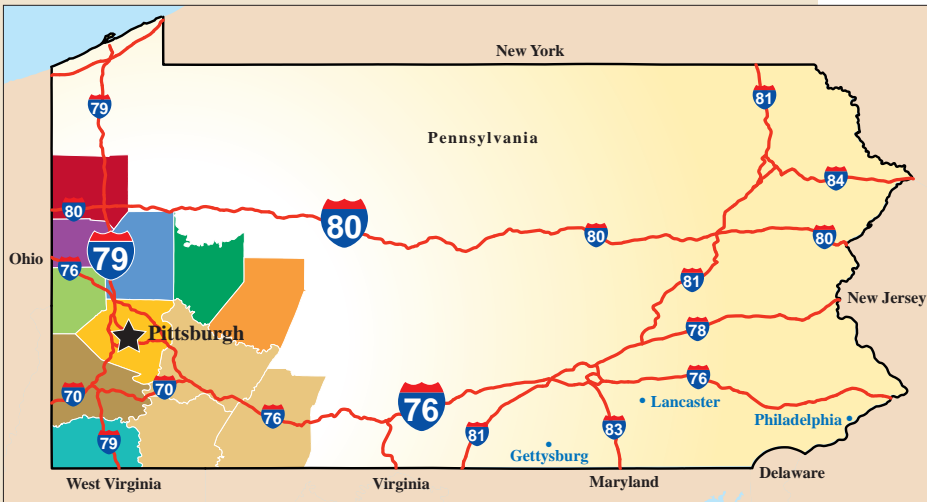 New York
79
81
Pennsylvania
84
80
80
80
80
Ohio
79
76
81
New Jersey
Pittsburgh
78
70
70
76
76
76
Lancaster
Philadelphia
79
81
83
Gettysburg
West Virginia
Virginia
Maryland
Delaware